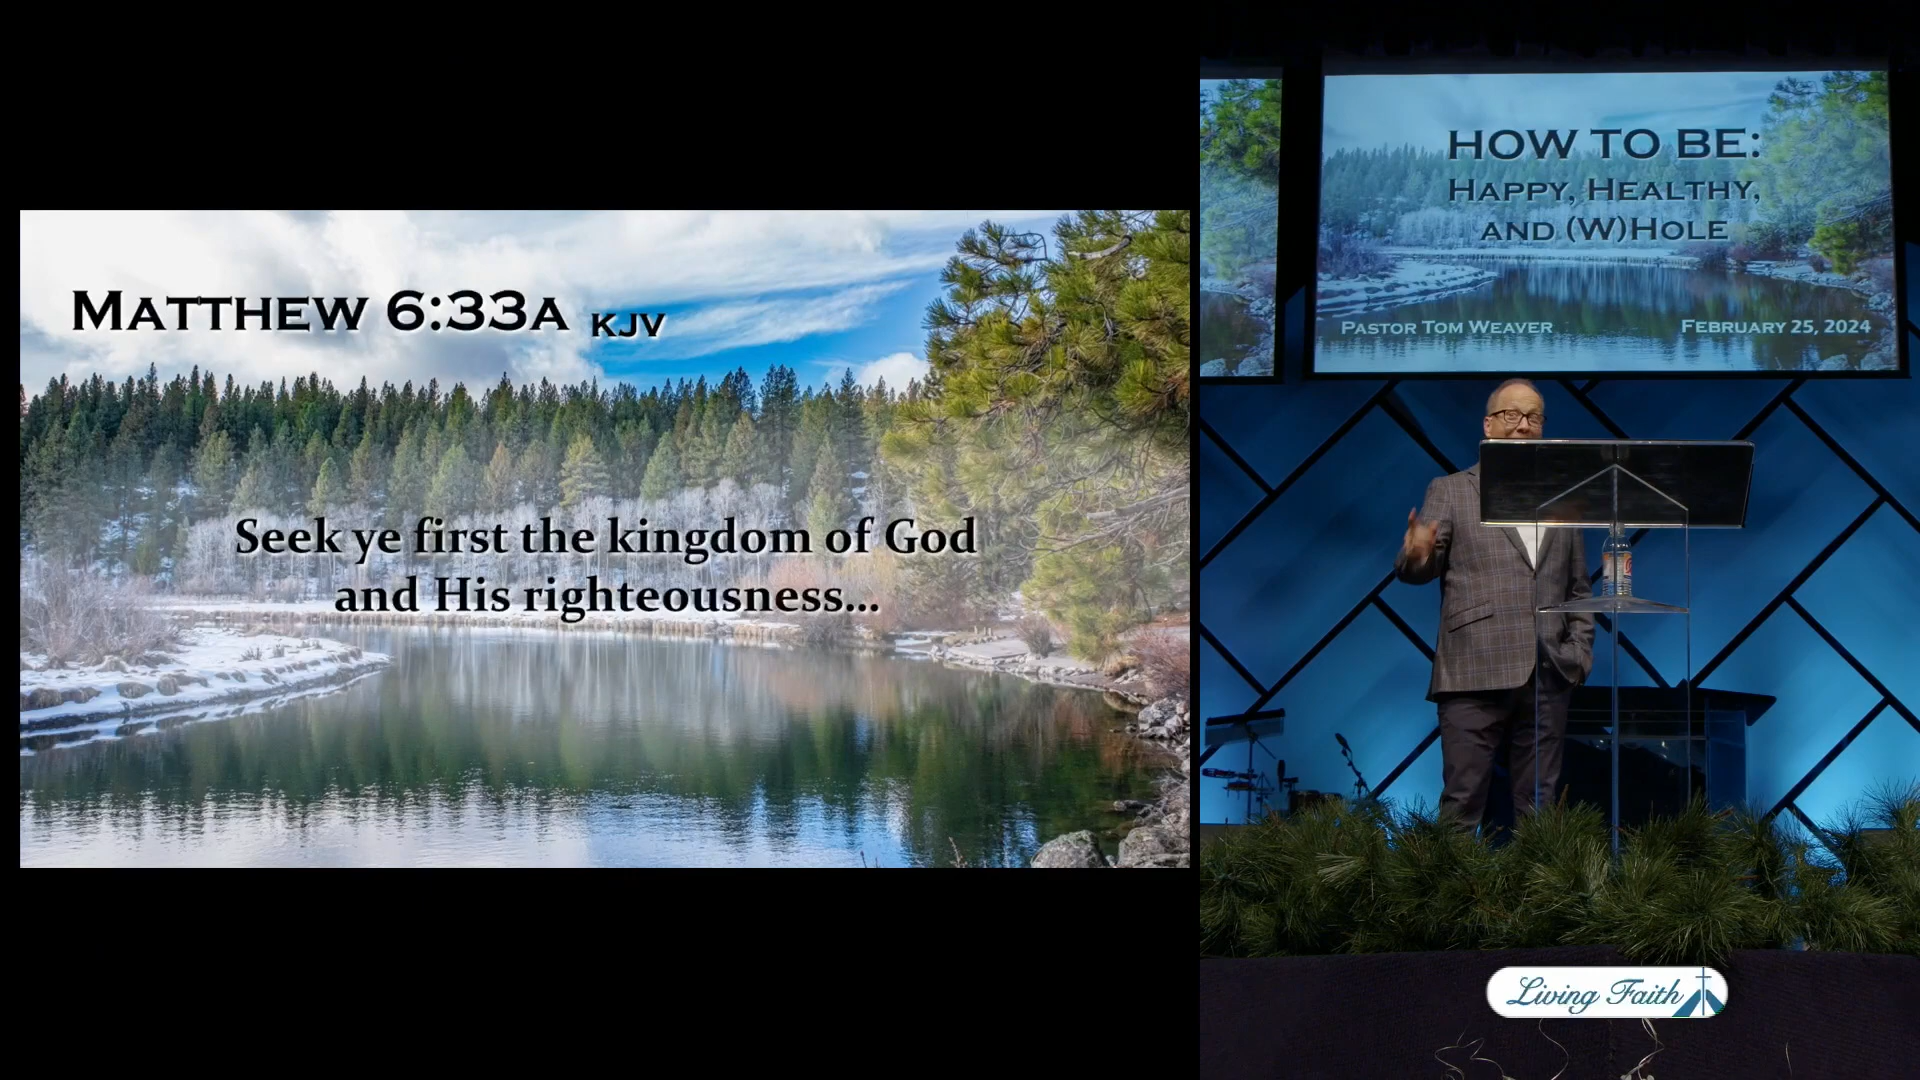 MATTHEW 6:33A KJV
Seek ye first the kingdom of God
and His righteousness...
HOW TO BE:
HAPPY, HEALTHY,
AND (W)HOLE
PASTOR TOM WEAVER
FEBRUARY 25, 2024
Living Faith